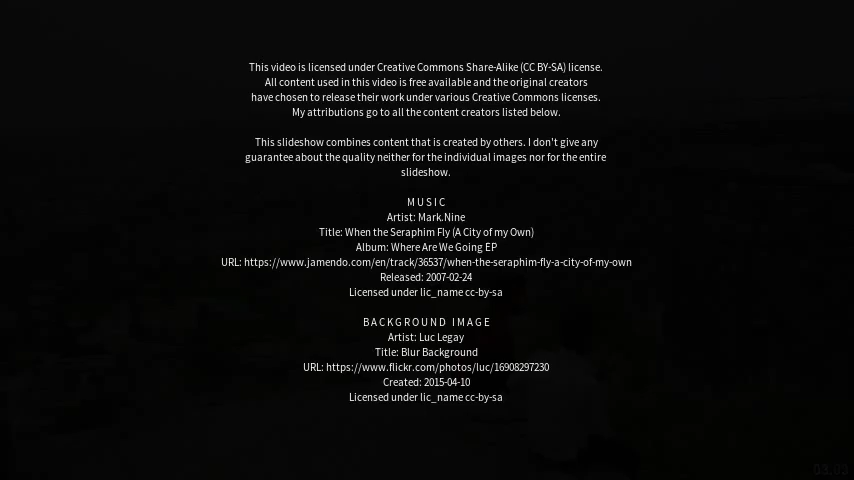 This video is licensed under Creative Commons Share-Alike (CC BY-SA) license.
All content used in this video is free available and the original creators
have chosen to release their work under various Creative Commons licenses.
My attributions go to all the content creators listed below.
This slideshow combines content that is created by others. I don't give any
guarantee about the quality neither for the individual images nor for the entire
slideshow.
MUSIC
Artist: Mark.Nine
Title: When the Seraphim Fly (A City of my Own)
Album: Where Are We Going EP
URL: https://www.jamendo.com/en/track/36537/when-the-seraphim-fly-a-city-of-my-own
Released: 2007-02-24
Licensed under lic_name cc-by-sa
BACKGROUND IMAGE
Artist: Luc Legay
Title: Blur Background
URL: https://www.flickr.com/photos/luc/16908297230
Created: 2015-04-10
Licensed under lic_name cc-by-sa
03.03